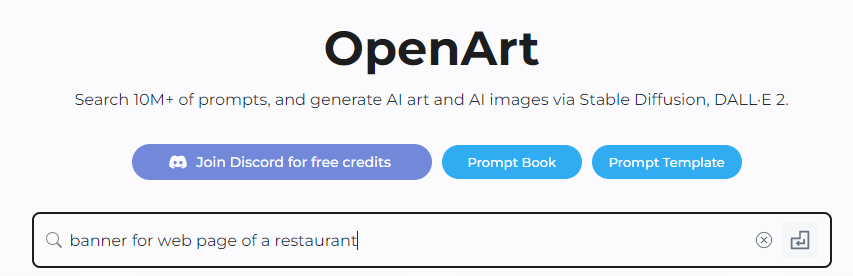 OpenArt
Search 10M+ of prompts, and generate AI art and AI images via Stable Diffusion, DALL·E 2.
Join Discord for free credits
Prompt Book
Prompt Template
banner for web page of a restaurant